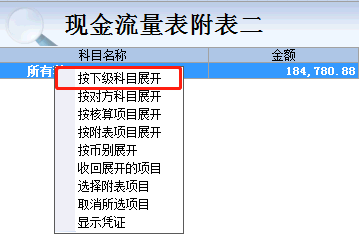 现金流量表附表二
科目名称 金额
所有 184,780.88
按下级科目展开
按对方科目展开
按核算项目展开
按附表项目展开
按币别展开
收回展开的项目
选择附表项目
取消所选项目
显示凭证